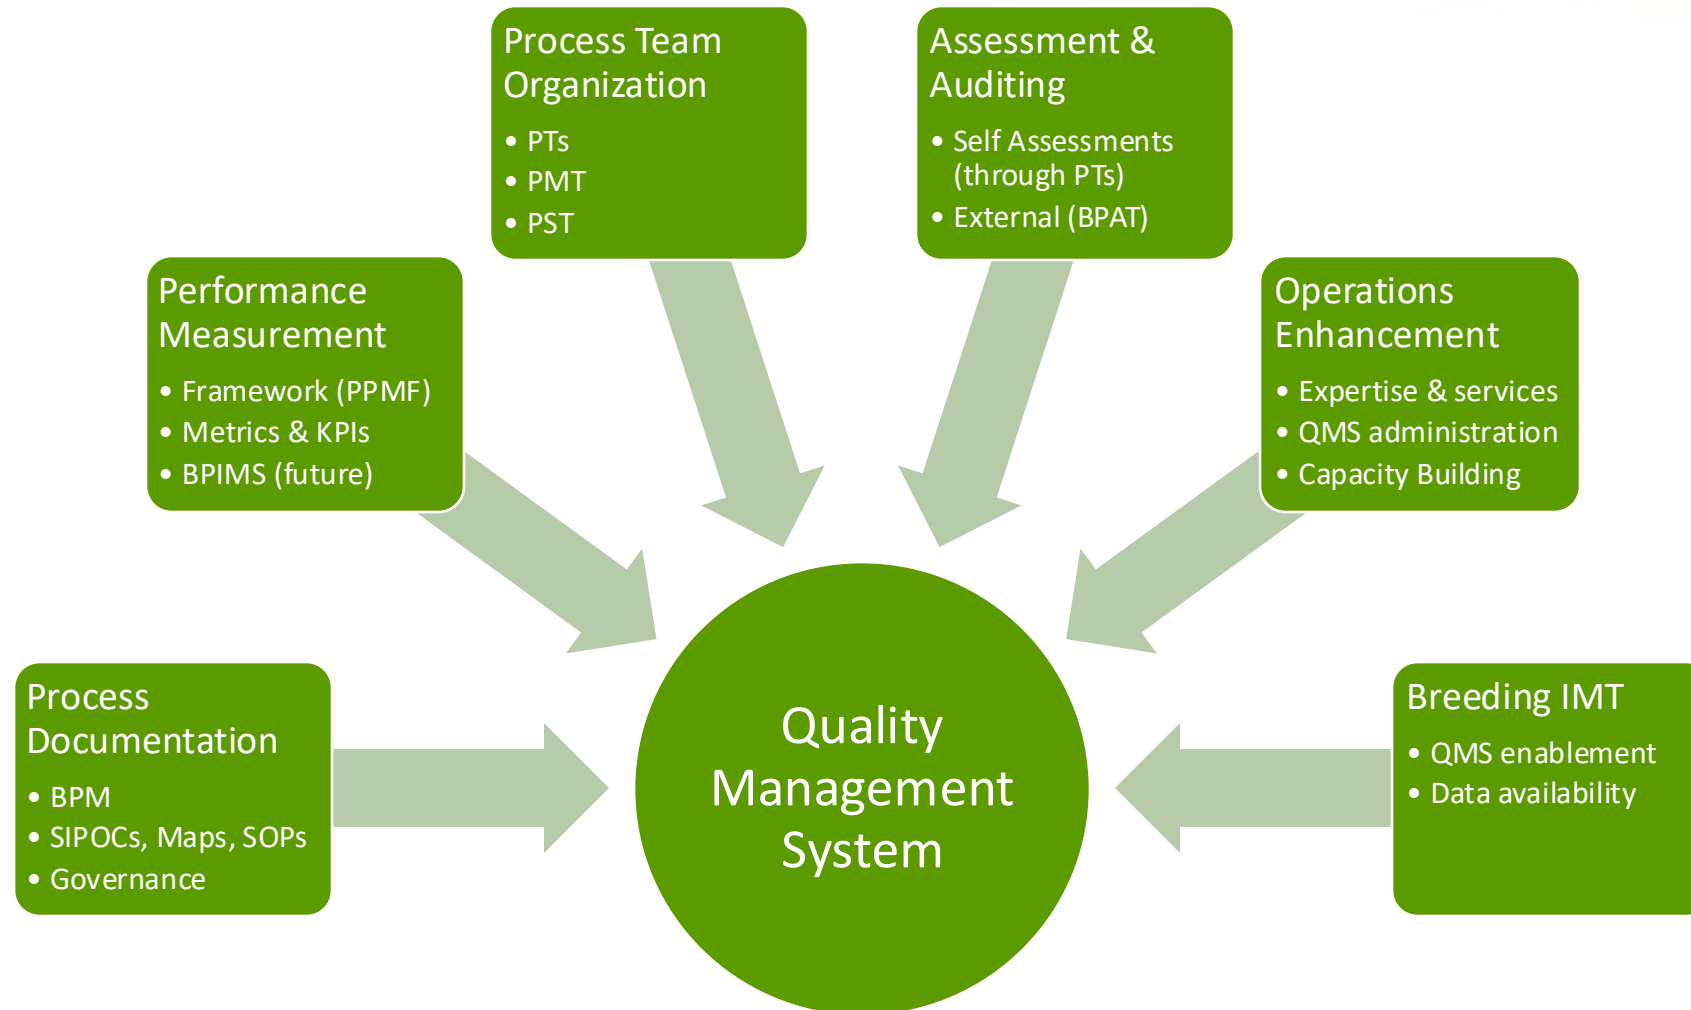 Process Team
Organization
• PTs
• PMT
• PST
Assessment &
Auditing
• Self Assessments
(through PTs)
• External (BPAT)
Performance
Measurement
• Framework (PPMF)
• Metrics & KPIs
• BPIMS (future)
Operations
Enhancement
• Expertise & services
• QMS administration
• Capacity Building
Process
Documentation
• BPM
• SIPOCs, Maps, SOPs
• Governance
Quality
Management
System
Breeding IMT
• QMS enablement
• Data availability